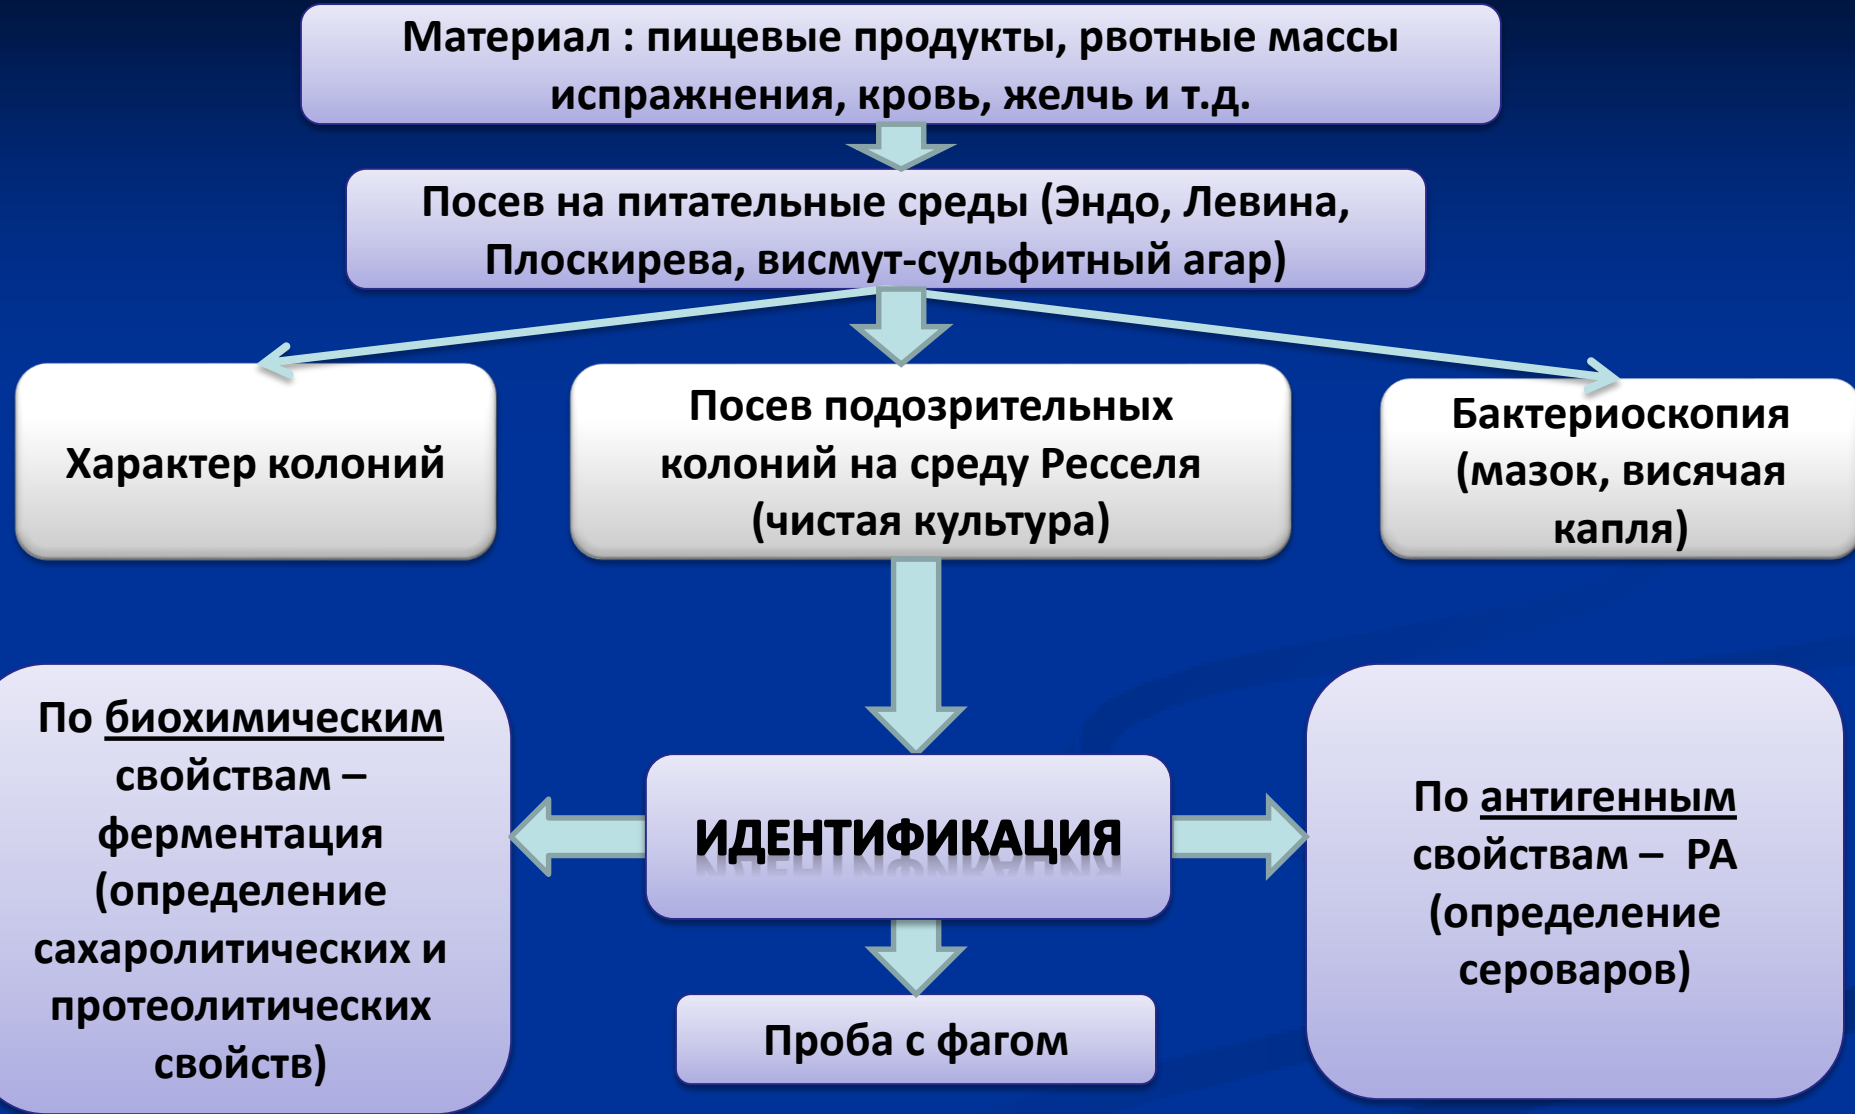 Материал : пищевые продукты, рвотные массы
испражнения, кровь, желчь и т.д.
Посев на питательные среды (Эндо, Левина,
Плоскирева, висмут-сульфитный агар)
Характер колоний
Посев подозрительных
колоний на среду Ресселя
(чистая культура)
Бактериоскопия
(мазок, висячая
капля)
По биохимическим
свойствам –
ферментация
(определение
сахаролитических и
протеолитических
свойств)
ИДЕНТИФИКАЦИЯ
По антигенным
свойствам – РА
(определение
сероваров)
Проба с фагом